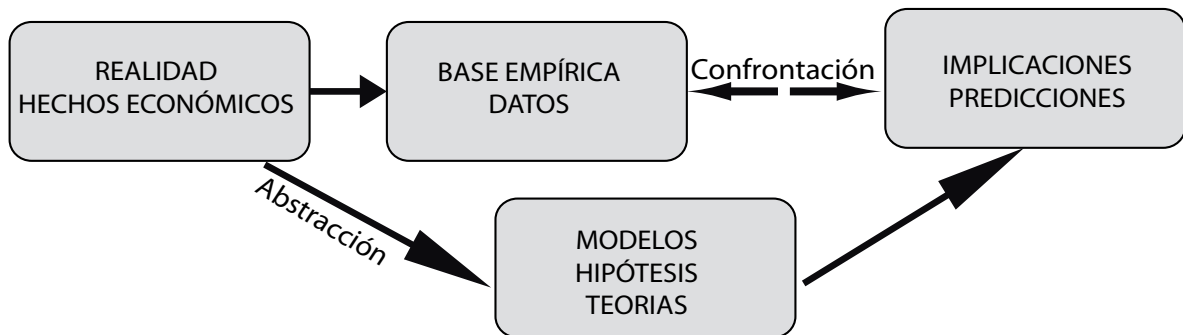 REALIDAD
HECHOS ECONÓMICOS
BASE EMPÍRICA
DATOS
Confrontación
IMPLICACIONES
PREDICCIONES
Abstracción
MODELOS
HIPÓTESIS
TEORIAS